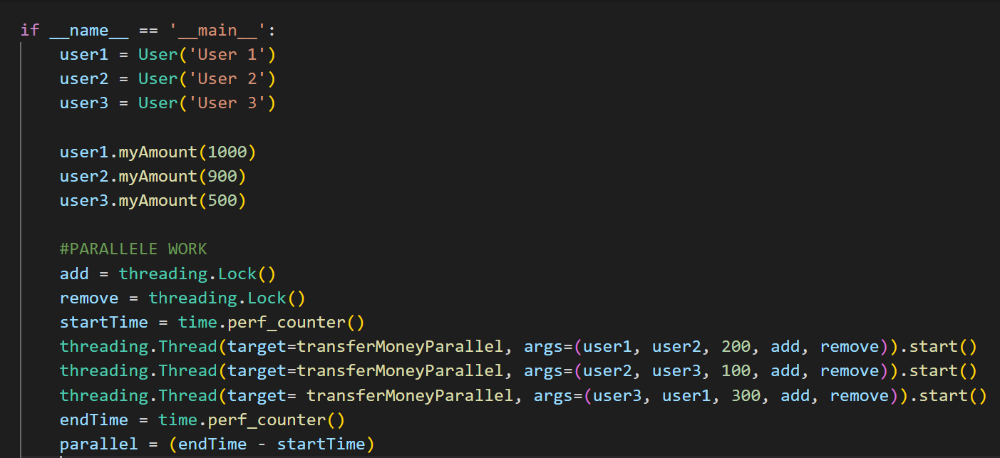 if __name__ == '__main__':
    user1 = User('User 1')
    user2 = User('User 2')
    user3 = User('User 3')

    user1.myAmount(1000)
    user2.myAmount(900)
    user3.myAmount(500)

    #PARALLELE WORK
    add = threading.Lock()
    remove = threading.Lock()
    startTime = time.perf_counter()
    threading.Thread(target=transferMoneyParallel, args=(user1, user2, 200, add, remove)).start()
    threading.Thread(target=transferMoneyParallel, args=(user2, user3, 100, add, remove)).start()
    threading.Thread(target= transferMoneyParallel, args=(user3, user1, 300, add, remove)).start()
    endTime = time.perf_counter()
    parallel = (endTime - startTime)